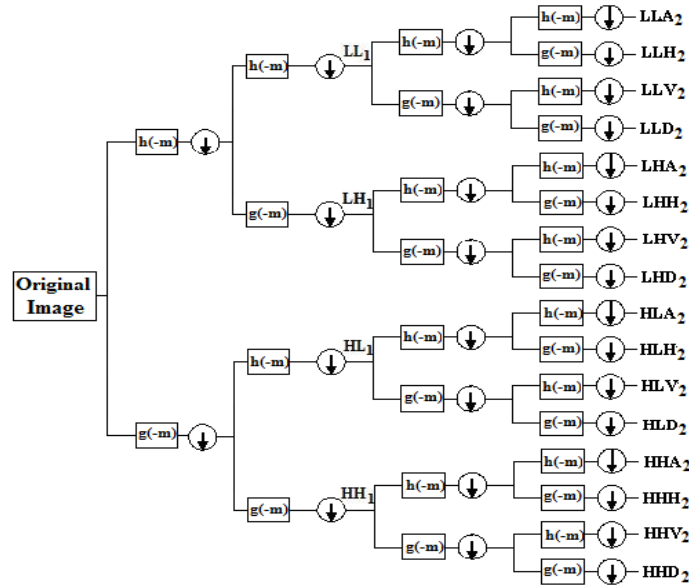 h(-m) LLA2
h(-m) LL1 h(-m) g(-m) LLH2
g(-m) h(-m) LLV2
g(-m) LLD2
h(-m)
h(-m) LHA2
g(-m) LH1 h(-m) g(-m) LHH2
g(-m) h(-m) LHV2
g(-m) LHD2
Original
Image
h(-m) HLA2
h(-m) HL1 h(-m) g(-m) HLH2
g(-m) h(-m) HLV2
g(-m) HLD2
g(-m)
h(-m) HHA2
g(-m) HH1 h(-m) g(-m) HHH2
g(-m) h(-m) HHV2
g(-m) HHD2